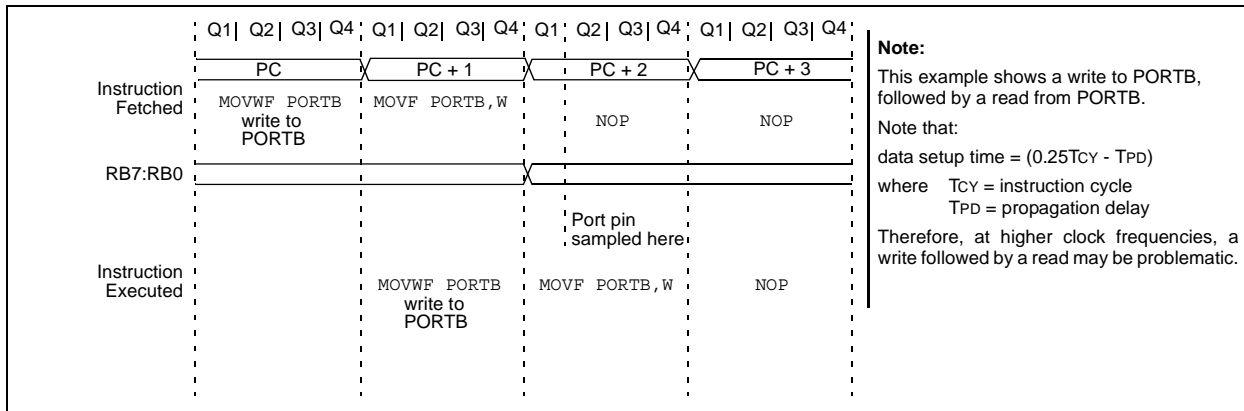 Q1| Q2| Q3| Q4 Q1| Q2| Q3| Q4 Q1 Q2| Q3| Q4 Q1| Q2| Q3| Q4
PC PC + 1 PC + 2 PC + 3
Instruction
Fetched
MOVWF PORTB
write to
PORTB
MOVF PORTB,W
NOP
NOP
RB7:RB0
Port pin
sampled here
Instruction
Executed
MOVWF PORTB
write to
PORTB
MOVF PORTB,W
NOP
Note:
This example shows a write to PORTB,
followed by a read from PORTB.
Note that:
data setup time = (0.25TCY - TPD)
where TCY = instruction cycle
TPD = propagation delay
Therefore, at higher clock frequencies, a
write followed by a read may be problematic.